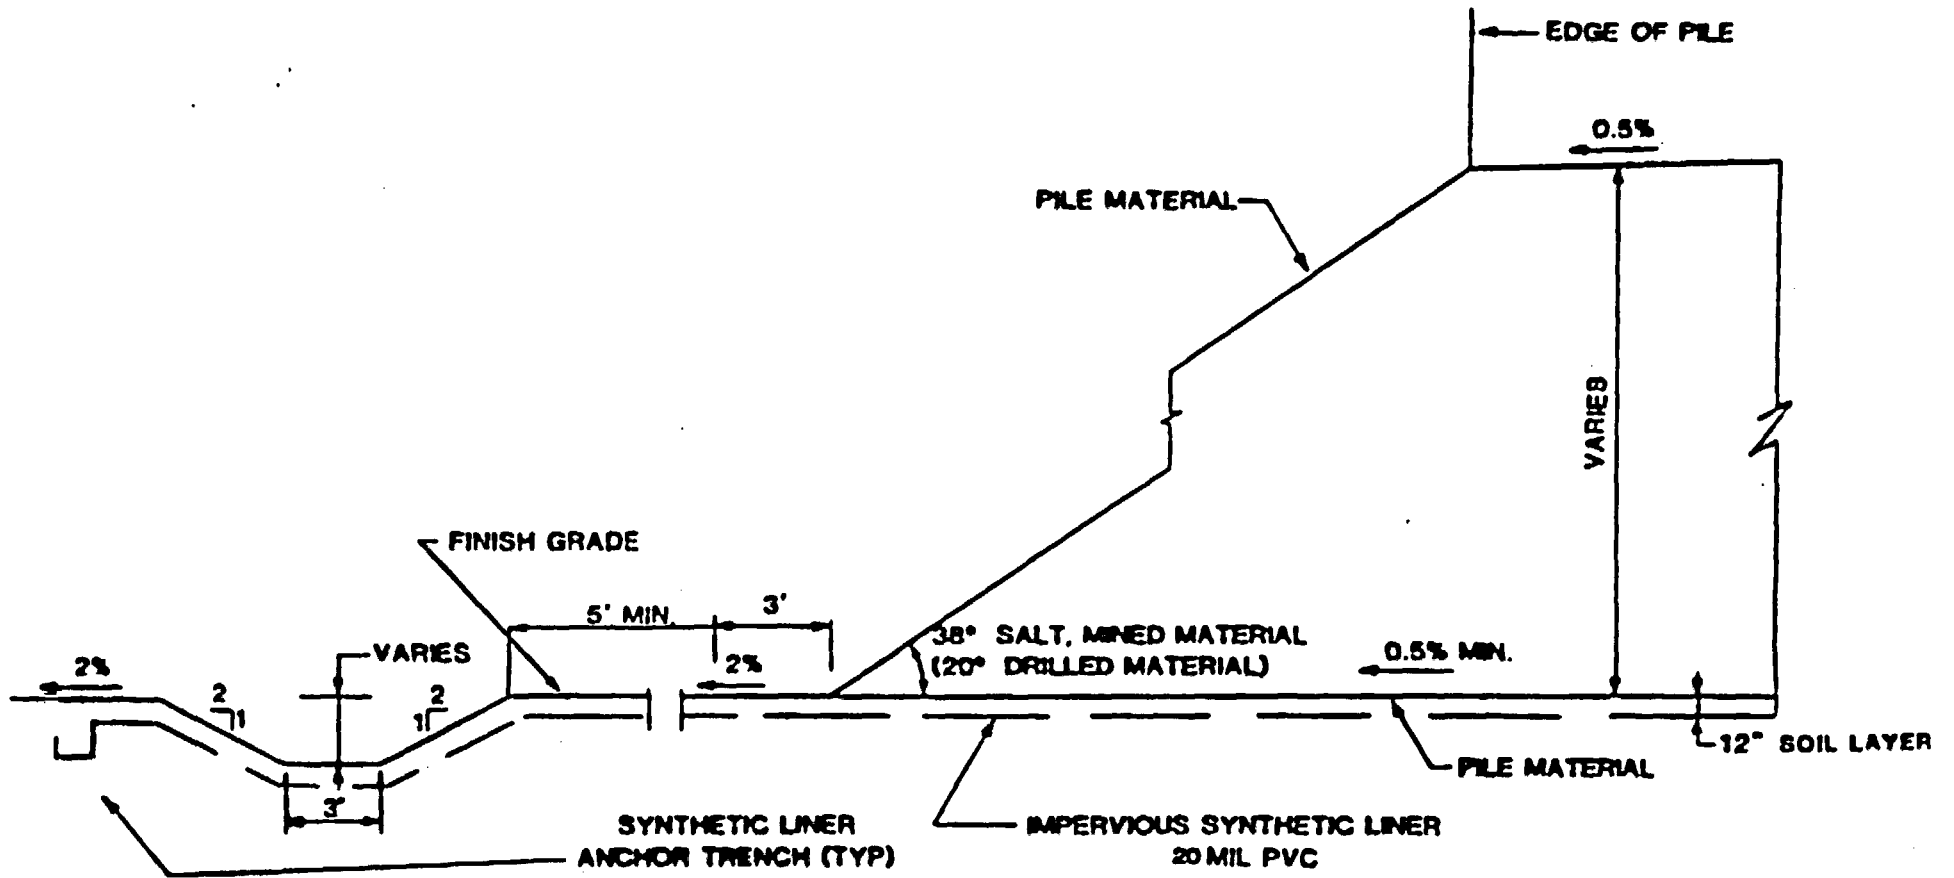 EDGE OF PILE
0.5%
PILE MATERIAL
VARIES
FINISH GRADE
5' MIN.
3'
38° SALT, MINED MATERIAL
(20° DRILLED MATERIAL)
0.5% MIN.
2%
VARIES
2%
2
1
2
1
12" SOIL LAYER
PILE MATERIAL
3'
SYNTHETIC LINER
ANCHOR TRENCH (TYP)
IMPERVIOUS SYNTHETIC LINER
20 MIL PVC